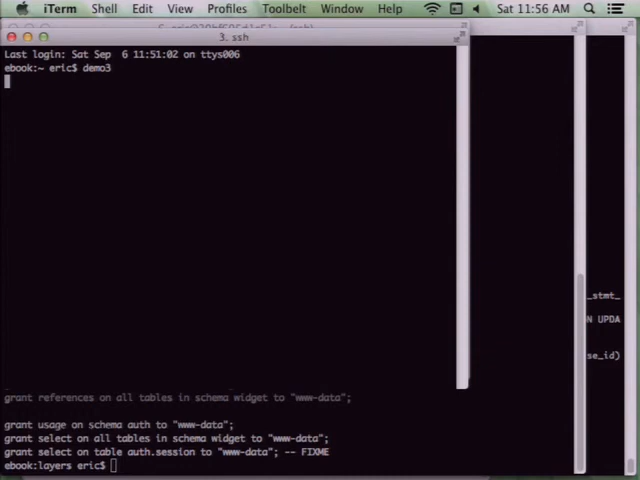 iTerm Shell Edit View Profiles Toolbelt Window Help Sat 11:56 AM
3. ssh
Last login: Sat Sep 6 11:51:02 on ttys006
ebook:~ eric$ demo3
_stmt_
N UPDA
se_id)
grant references on all tables in schema widget to "www-data";
grant usage on schema auth to "www-data";
grant select on all tables in schema widget to "www-data";
grant select on table auth.session to "www-data"; -- FIXME
ebook:layers eric$